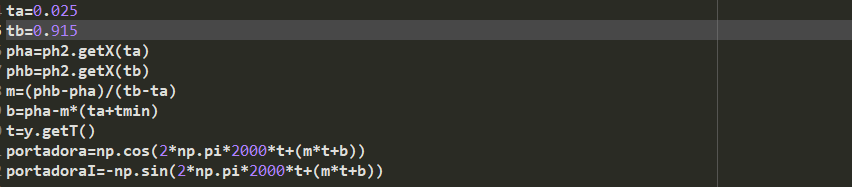 ta=0.025
tb=0.915
pha=ph2.getX(ta)
phb=ph2.getX(tb)
m=(phb-pha)/(tb-ta)
b=pha-m*(ta+tmin)
t=y.getT()
portadora=np.cos(2*np.pi*2000*t+(m*t+b))
portadoraI=-np.sin(2*np.pi*2000*t+(m*t+b))